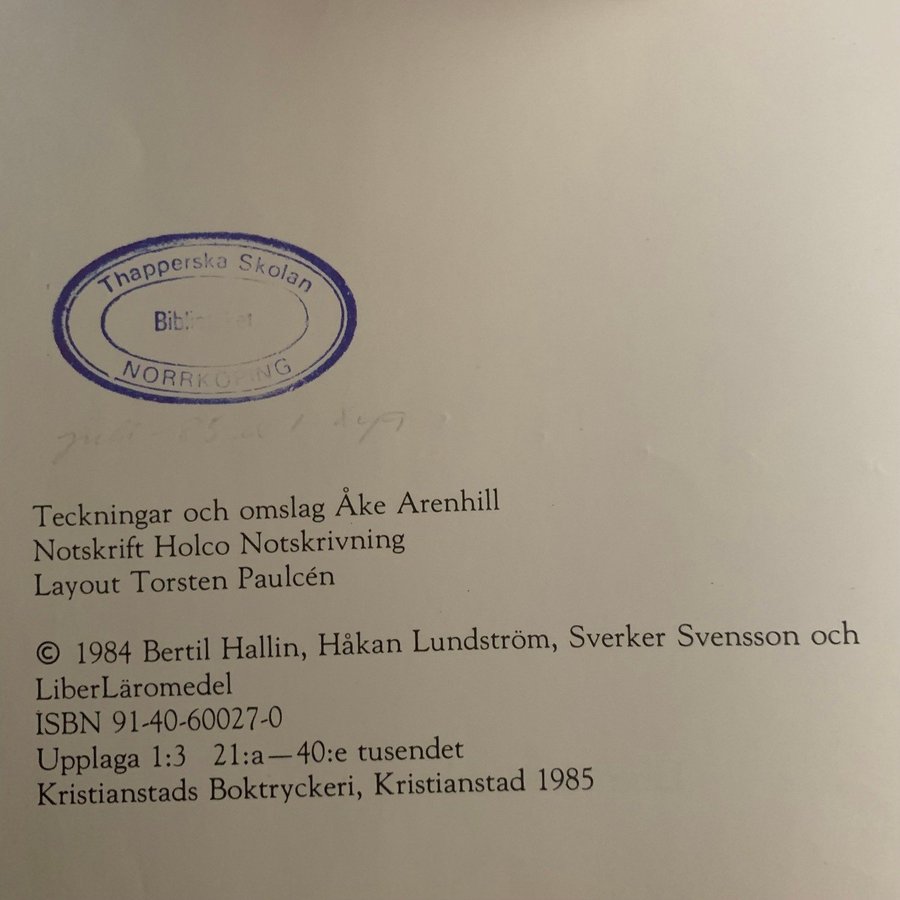 Thapperska Skolan
NORRKÖPING
Teckningar och omslag Åke Arenhill
Notskrift Holco Notskrivning
Layout Torsten Paulcén
© 1984 Bertil Hallin, Håkan Lundström, Sverker Svensson och
LiberLäromedel
ISBN 91-40-60027-0
Upplaga 1:3 21:a—40:e tusendet
Kristianstads Boktryckeri, Kristianstad 1985